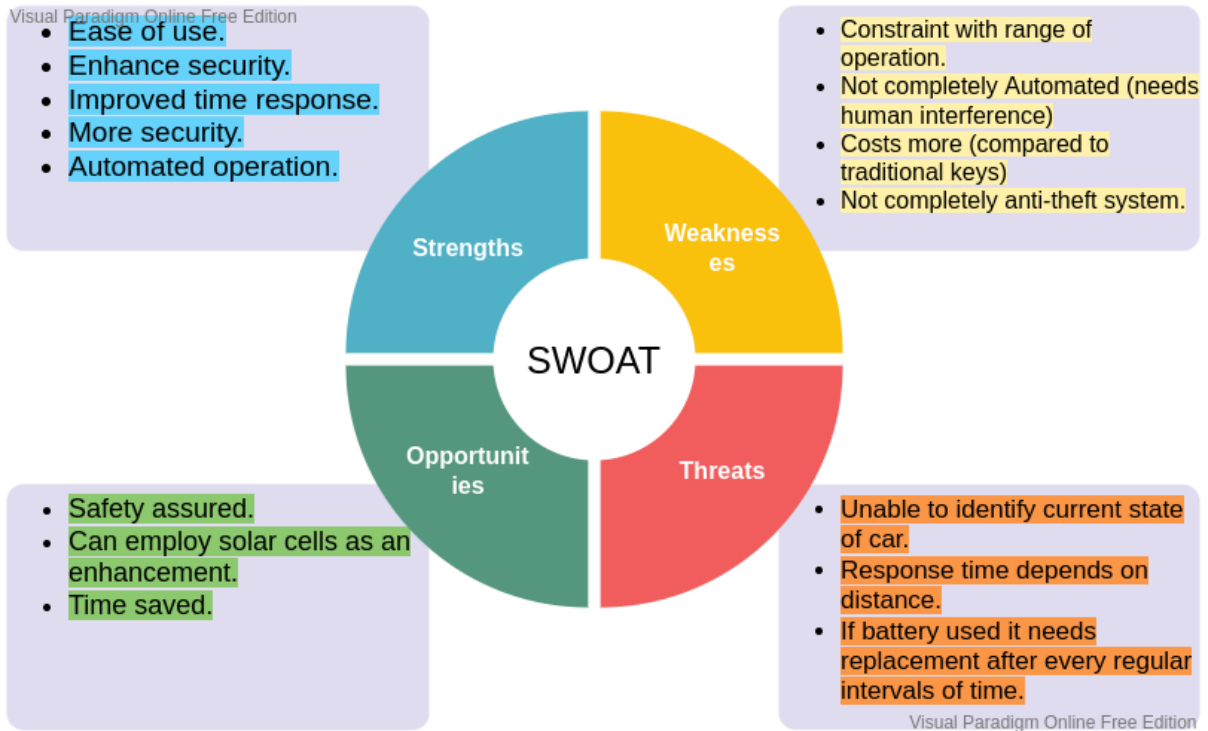 Visual Paradigm Online Free Edition
• Ease of use.
• Enhance security.
• Improved time response.
• More security.
• Automated operation.
• Constraint with range of
operation.
• Not completely Automated (needs
human interference)
• Costs more (compared to
traditional keys)
• Not completely anti-theft system.
Strengths
Weakness
es
SWOAT
Opportunit
ies
Threats
• Safety assured.
• Can employ solar cells as an
enhancement.
• Time saved.
• Unable to identify current state
of car.
• Response time depends on
distance.
• If battery used it needs
replacement after every regular
intervals of time.
Visual Paradigm Online Free Edition